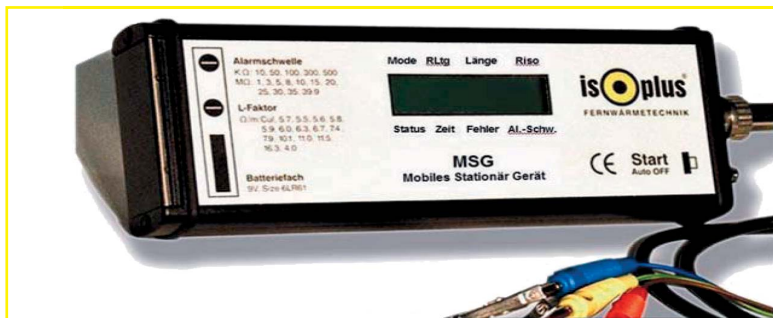 Alarmschwelle
KΩ: 10, 50, 100, 300, 500
MΩ: 1, 3, 5, 8, 10, 15, 20,
25, 30, 35, 39.9
L-Faktor
Ω/m: Cul. 5.7, 5.5, 5.6, 5.8,
5.9, 6.0, 6.3, 6.7, 7.4
7.9, 10.1, 11.0, 11.5,
16.3, 4.0
Batteriefach
9V, Size 6LR61
Mode RLtg Länge Riso
Status Zeit Fehler Al.-Schw.
MSG
Mobiles Stationär Gerät
isoplus®
FERNWÄRMETECHNIK
CE Start
Auto OFF